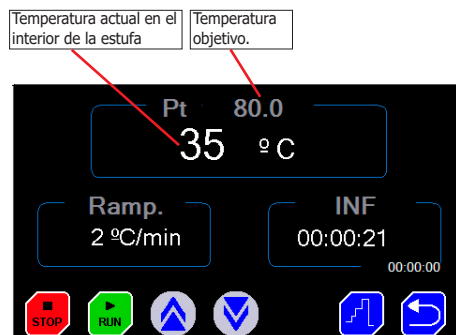 Temperatura actual en el
interior de la estufa
Temperatura
objetivo.
Pt 80.0
35 º C
Ramp.
2 ºC/min
INF
00:00:21
00:00:00
STOP
RUN